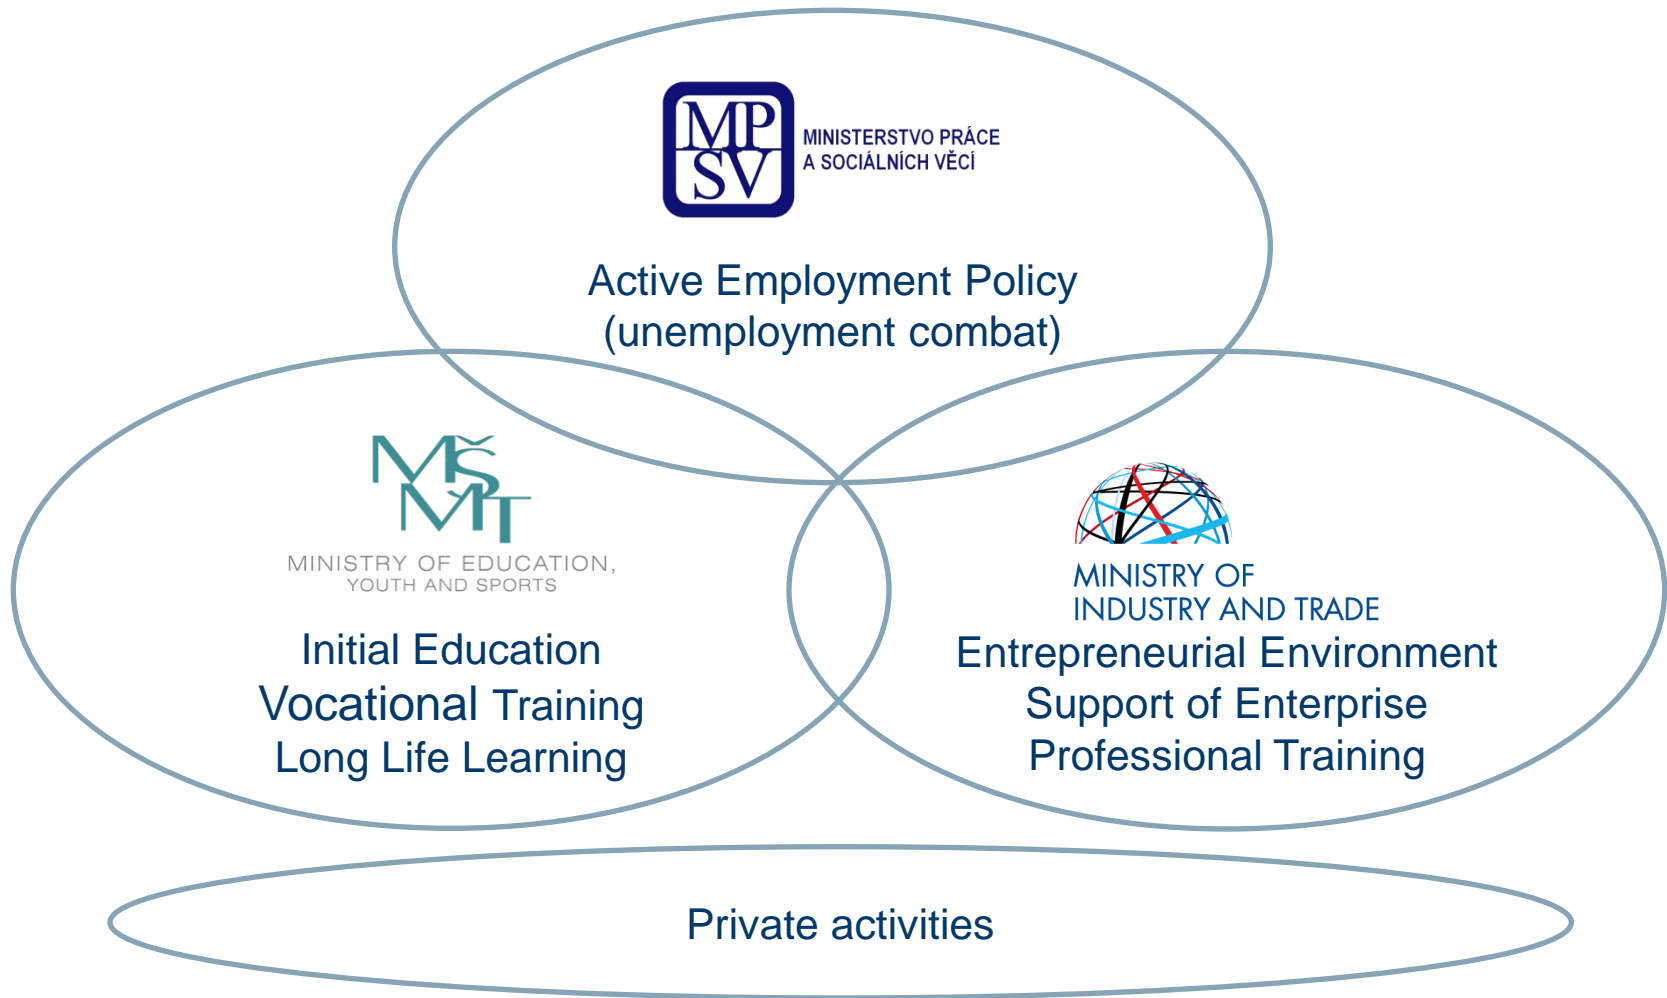 MP
SV
MINISTERSTVO PRÁCE
A SOCIÁLNÍCH VĚCÍ
Active Employment Policy
(unemployment combat)
MŠ
MT
MINISTRY OF EDUCATION,
YOUTH AND SPORTS
Initial Education
Vocational Training
Long Life Learning
MINISTRY OF
INDUSTRY AND TRADE
Entrepreneurial Environment
Support of Enterprise
Professional Training
Private activities